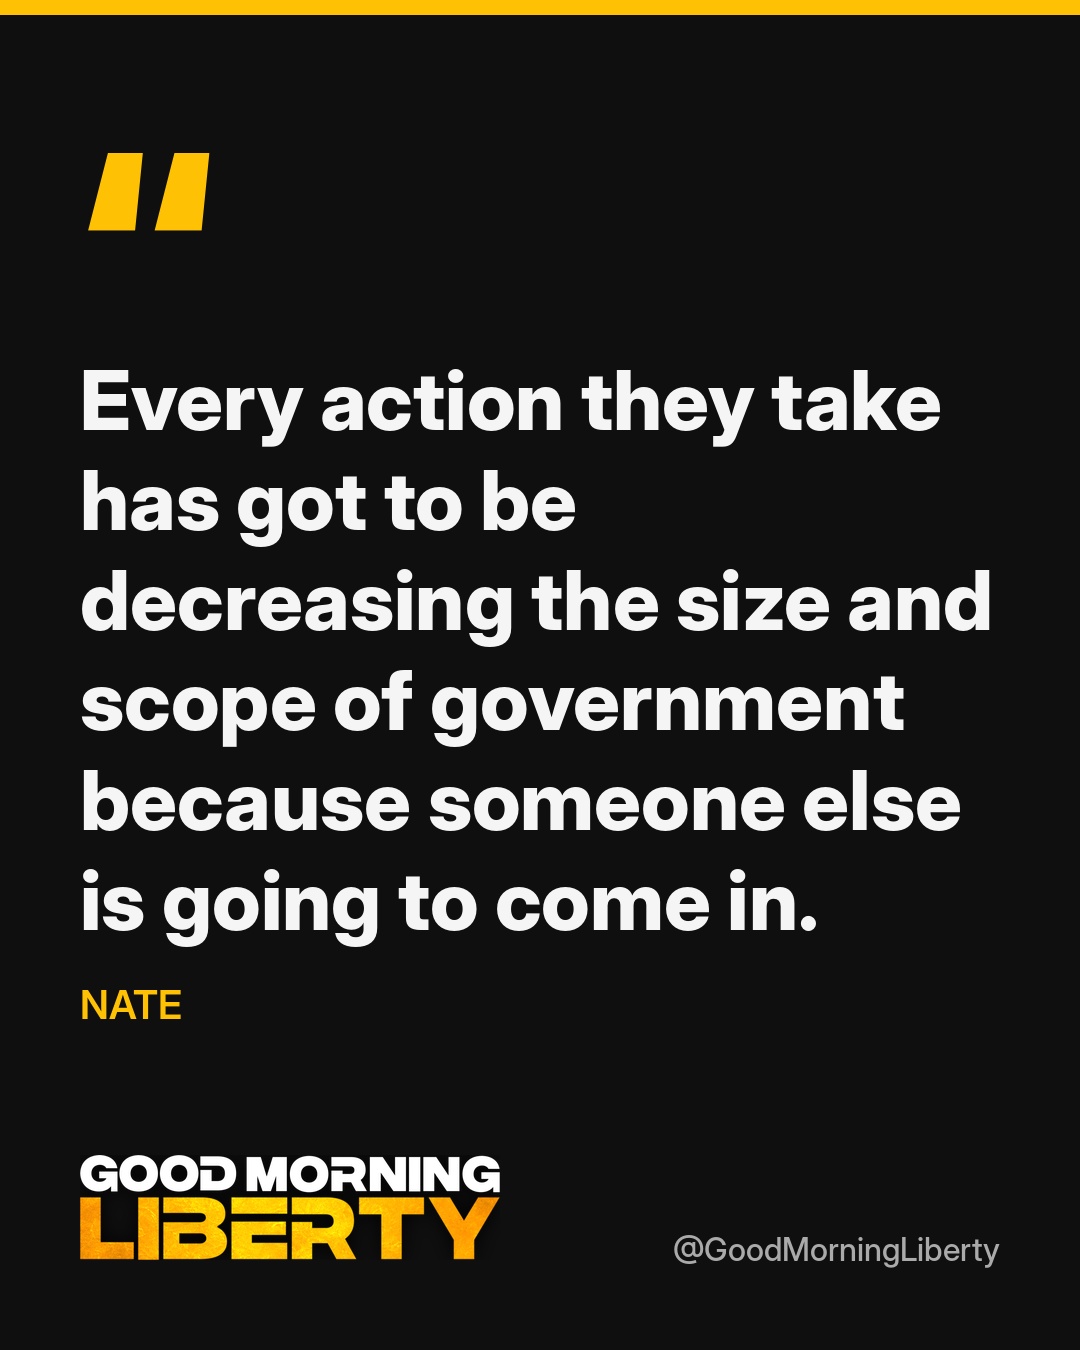 "
Every action they take
has got to be
decreasing the size and
scope of government
because someone else
is going to come in.
NATE
GOOD MORNING
LIBERTY
@GoodMorningLiberty